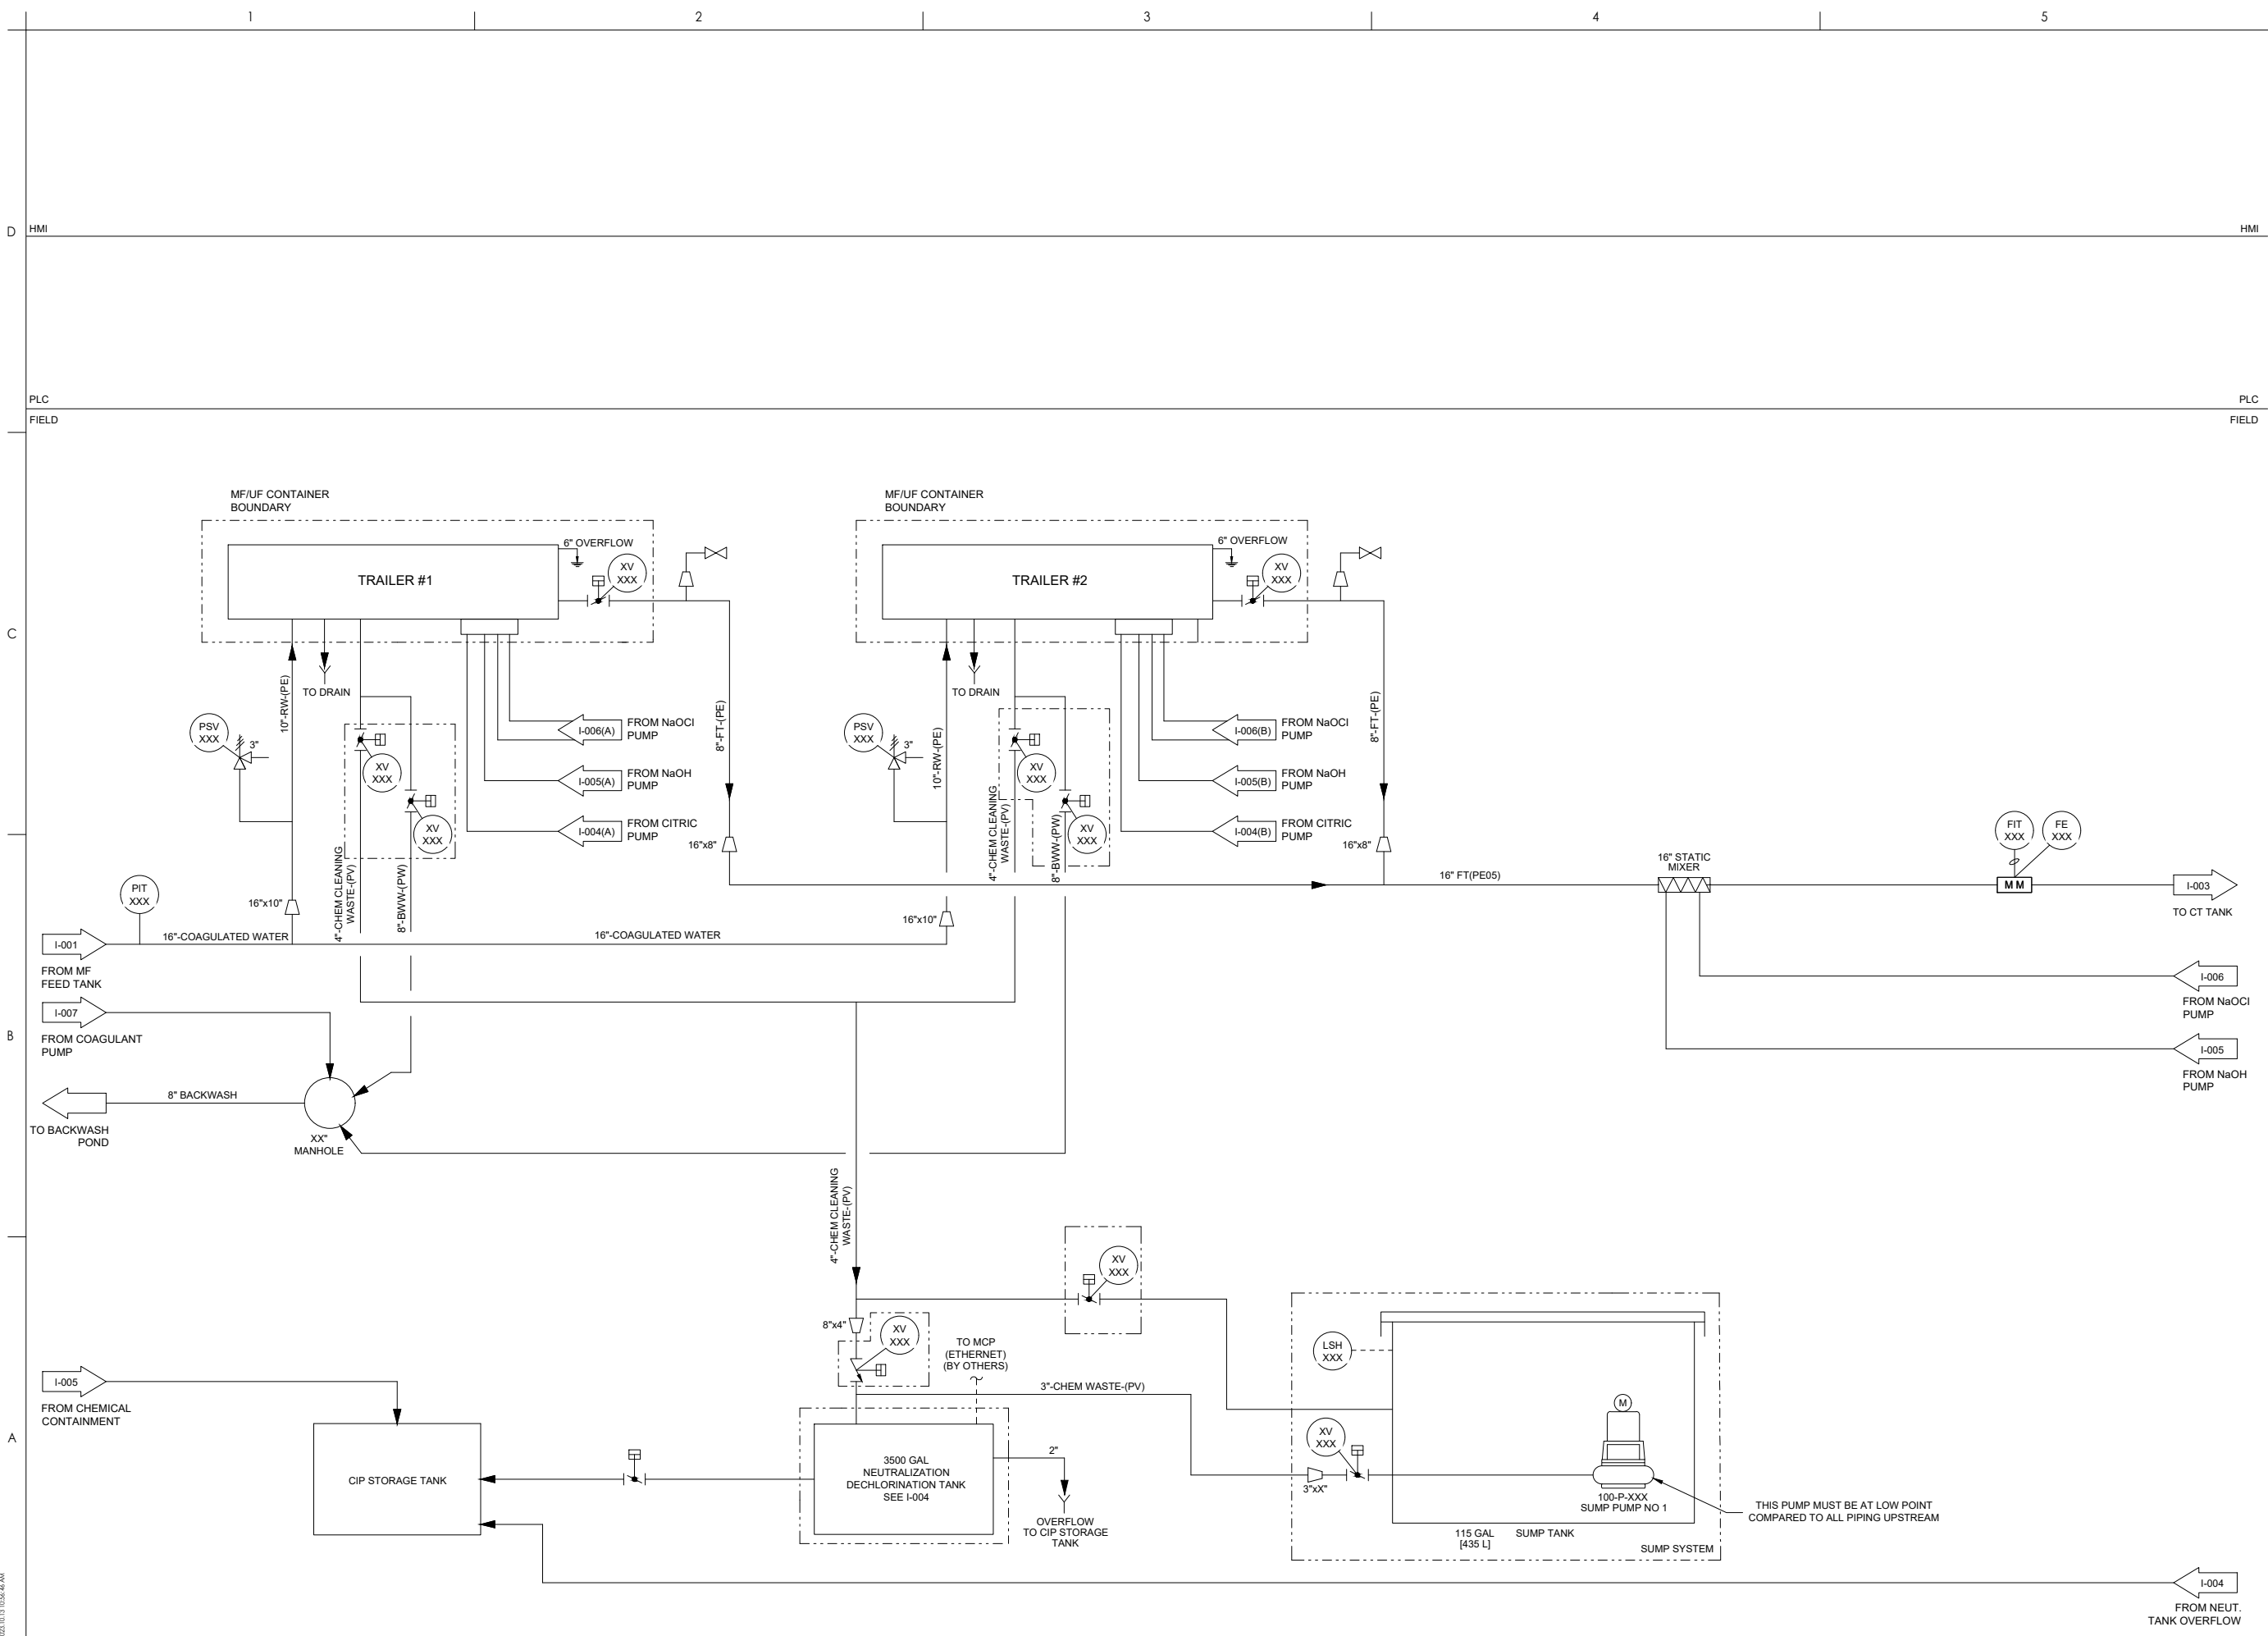 1
2
3
4
5
D
HMI
HMI
PLC
PLC
FIELD
FIELD
C
MF/UF CONTAINER
BOUNDARY
TRAILER #1
6" OVERFLOW
XV
XXX
TO DRAIN
10"-RW-(PE)
PSV
XXX
3"
XV
XXX
XV
XXX
4"-CHEM CLEANING
WASTE-(PV)
8"-BWW-(PW)
I-006(A)
FROM NaOCl
PUMP
I-005(A)
FROM NaOH
PUMP
I-004(A)
FROM CITRIC
PUMP
8"-FT-(PE)
16"x8"
MF/UF CONTAINER
BOUNDARY
TRAILER #2
6" OVERFLOW
XV
XXX
TO DRAIN
10"-RW-(PE)
PSV
XXX
3"
XV
XXX
XV
XXX
4"-CHEM CLEANING
WASTE-(PV)
8"-BWW-(PW)
I-006(B)
FROM NaOCl
PUMP
I-005(B)
FROM NaOH
PUMP
I-004(B)
FROM CITRIC
PUMP
8"-FT-(PE)
16"x8"
16" FT(PE05)
16" STATIC
MIXER
FIT
XXX
FE
XXX
M M
I-003
TO CT TANK
I-006
FROM NaOCl
PUMP
I-005
FROM NaOH
PUMP
B
PIT
XXX
16"x10"
16"x10"
I-001
16"-COAGULATED WATER
16"-COAGULATED WATER
FROM MF
FEED TANK
I-007
FROM COAGULANT
PUMP
8" BACKWASH
TO BACKWASH
POND
XX"
MANHOLE
4"-CHEM CLEANING
WASTE-(PV)
A
XV
XXX
8"x4"
XV
XXX
TO MCP
(ETHERNET)
(BY OTHERS)
3"-CHEM WASTE-(PV)
I-005
FROM CHEMICAL
CONTAINMENT
CIP STORAGE TANK
3500 GAL
NEUTRALIZATION
DECHLORINATION TANK
SEE I-004
2"
OVERFLOW
TO CIP STORAGE
TANK
LSH
XXX
XV
XXX
3"xX"
M
100-P-XXX
SUMP PUMP NO 1
THIS PUMP MUST BE AT LOW POINT
COMPARED TO ALL PIPING UPSTREAM
115 GAL
[435 L]
SUMP TANK
SUMP SYSTEM
I-004
FROM NEUT.
TANK OVERFLOW